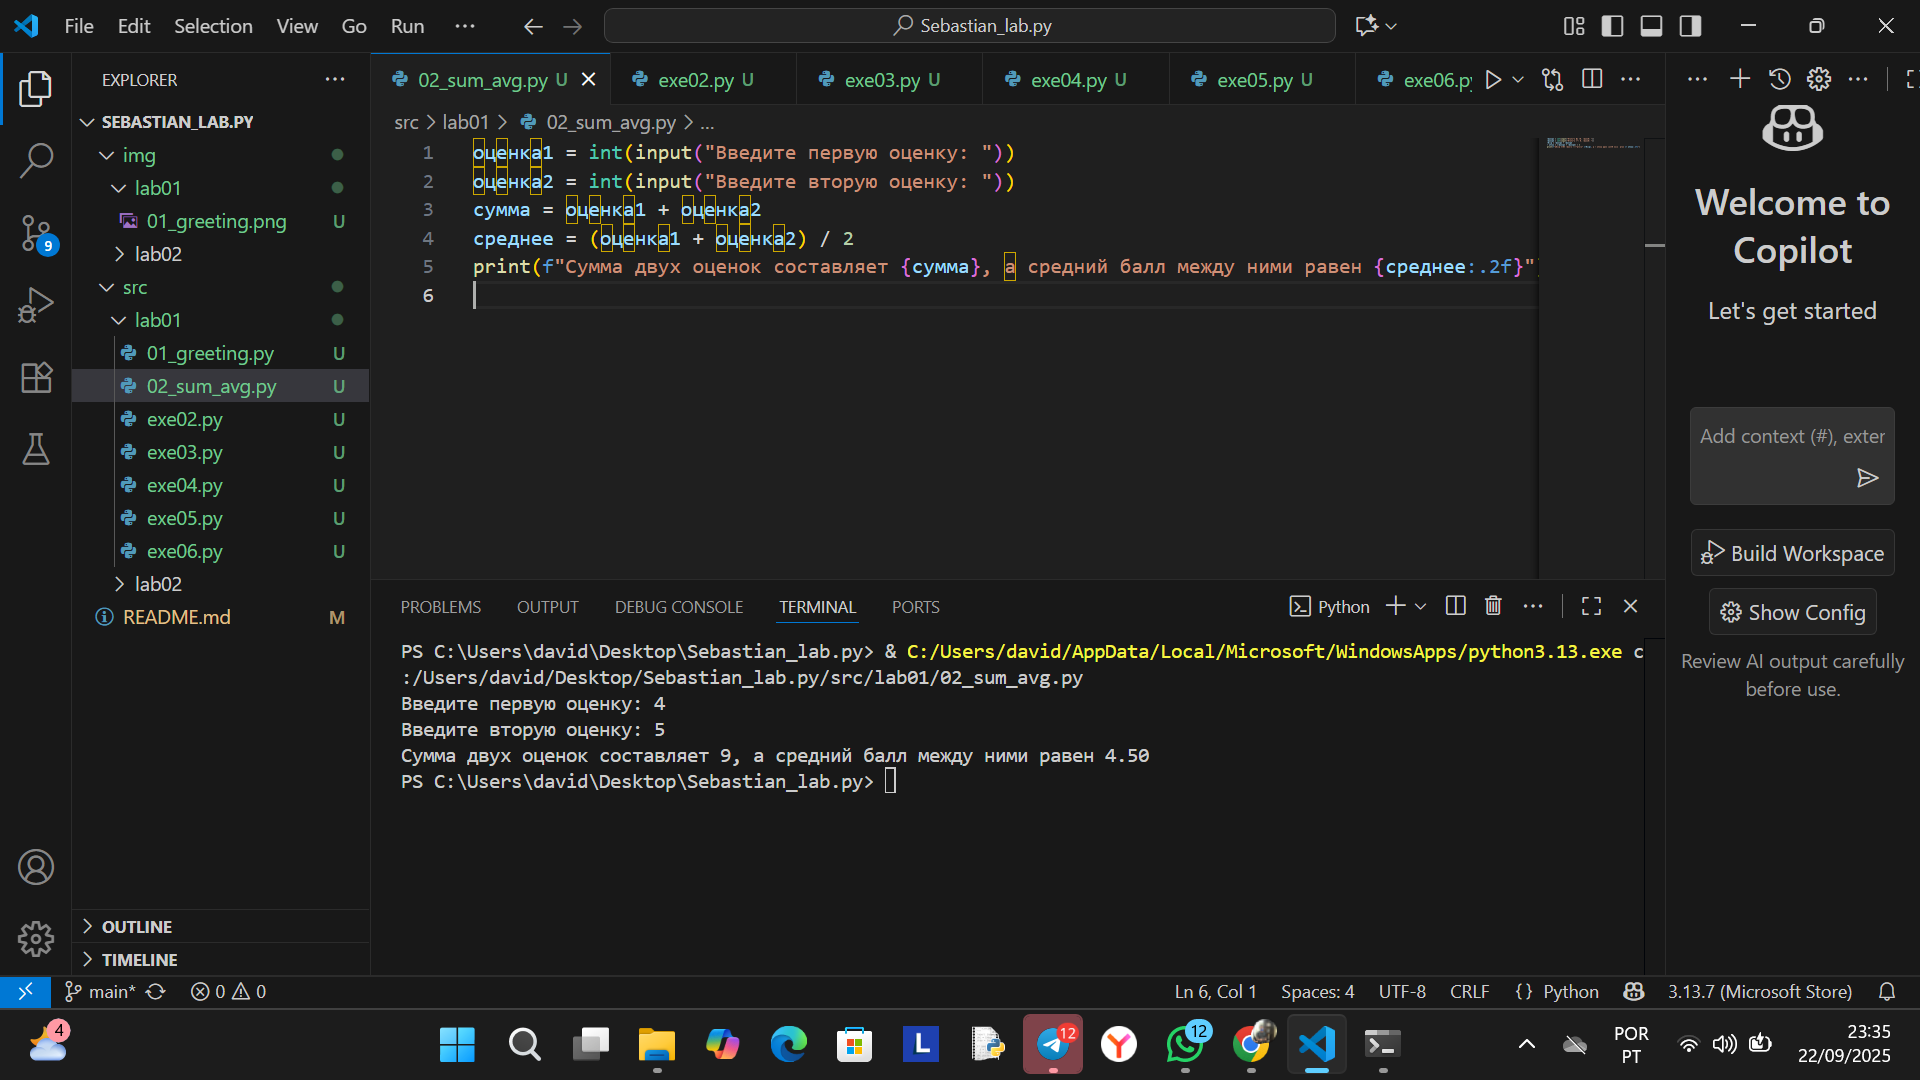 File Edit Selection View Go Run ···
Sebastian_lab.py
EXPLORER
SEBASTIAN_LAB.PY
img
lab01
01_greeting.png U
lab02
src
lab01
01_greeting.py U
02_sum_avg.py U
exe02.py U
exe03.py U
exe04.py U
exe05.py U
exe06.py U
lab02
README.md M
OUTLINE
TIMELINE
9
02_sum_avg.py U exe02.py U exe03.py U exe04.py U exe05.py U exe06.py
src > lab01 > 02_sum_avg.py > ...
1 оценка1 = int(input("Введите первую оценку: "))
2 оценка2 = int(input("Введите вторую оценку: "))
3 сумма = оценка1 + оценка2
4 среднее = (оценка1 + оценка2) / 2
5 print(f"Сумма двух оценок составляет {сумма}, а средний балл между ними равен {среднее:.2f}"
6
PROBLEMS OUTPUT DEBUG CONSOLE TERMINAL PORTS
Python
PS C:\Users\david\Desktop\Sebastian_lab.py> & C:/Users/david/AppData/Local/Microsoft/WindowsApps/python3.13.exe c
:/Users/david/Desktop/Sebastian_lab.py/src/lab01/02_sum_avg.py
Введите первую оценку: 4
Введите вторую оценку: 5
Сумма двух оценок составляет 9, а средний балл между ними равен 4.50
PS C:\Users\david\Desktop\Sebastian_lab.py>
Welcome to
Copilot
Let's get started
Add context (#), exter
Build Workspace
Show Config
Review AI output carefully
before use.
main* 0 0
Ln 6, Col 1 Spaces: 4 UTF-8 CRLF {} Python 3.13.7 (Microsoft Store)
4
L
12
Y
12
POR
PT
23:35
22/09/2025